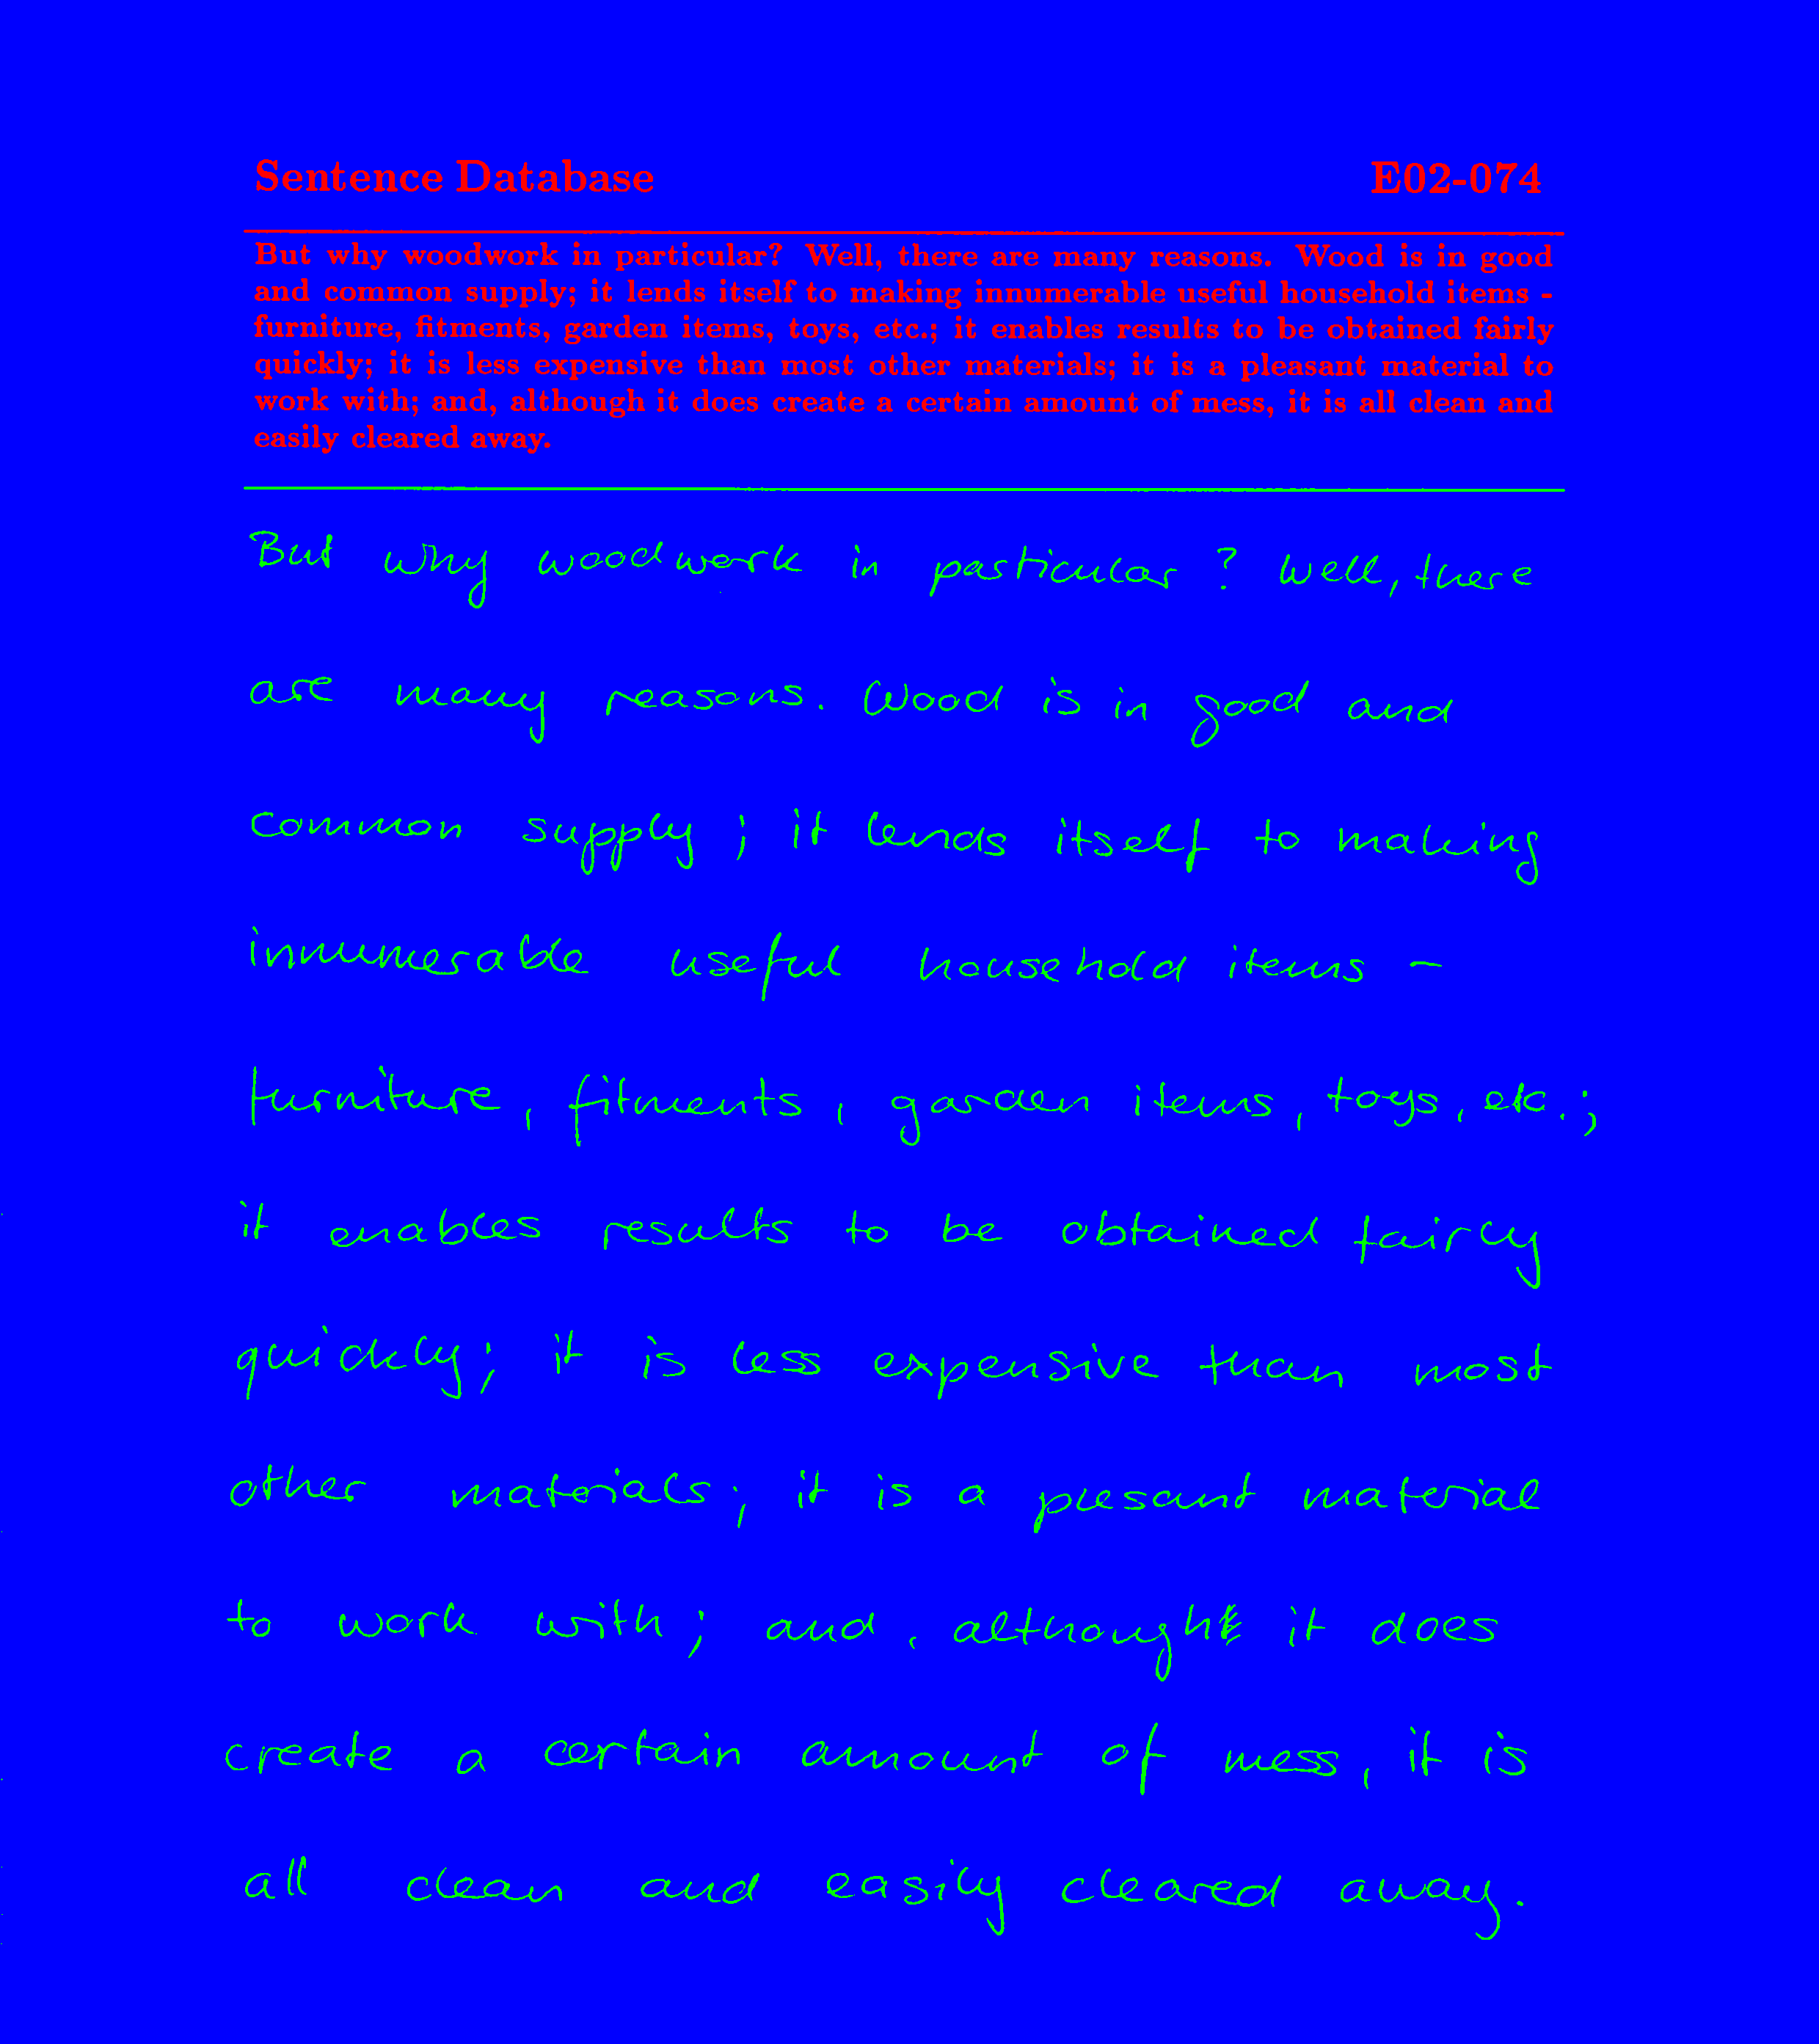 Sentence Database E02-074
But why woodwork in particular? Well, there are many reasons. Wood is in good
and common supply; it lends itself to making innumerable useful household items -
furniture, fitments, garden items, toys, etc.; it enables results to be obtained fairly
quickly; it is less expensive than most other materials; it is a pleasant material to
work with; and, although it does create a certain amount of mess, it is all clean and
easily cleared away.
But why woodwork in particular? Well, there
are many reasons. Wood is in good and
common supply; it lends itself to making
innumerable useful household items -
furniture, fitments, garden items, toys, etc.;
it enables results to be obtained fairly
quickly; it is less expensive than most
other materials; it is a plesant material
to work with; and, although it does
create a certain amount of mess, it is
all clean and easily cleared away.